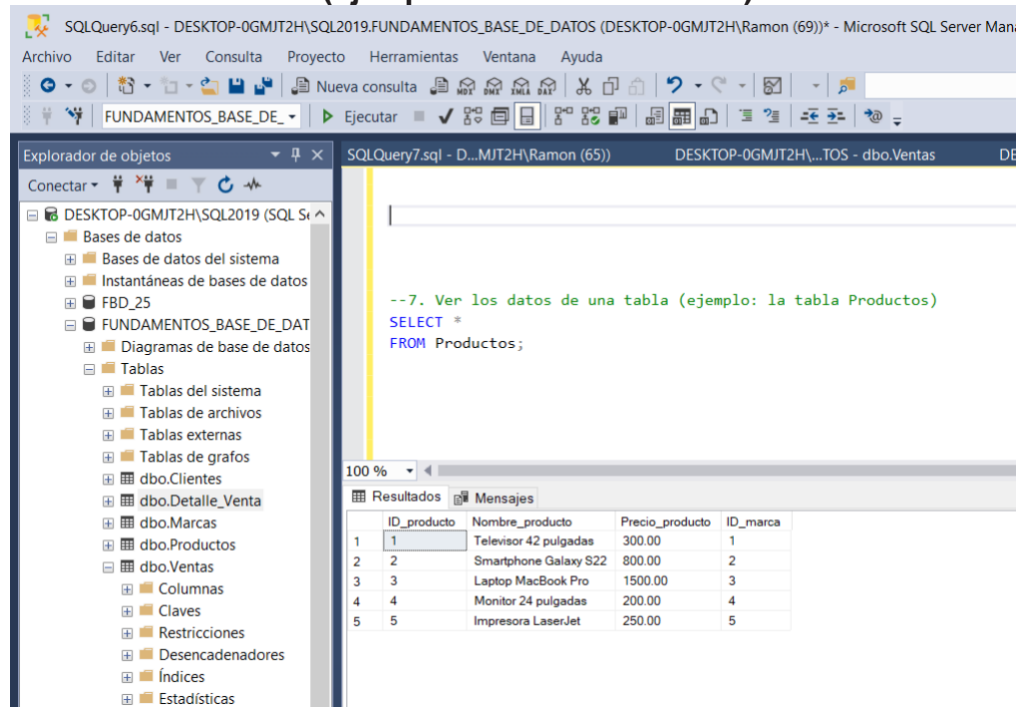 SQLQuery6.sql - DESKTOP-0GMJT2H\SQL2019.FUNDAMENTOS_BASE_DE_DATOS (DESKTOP-0GMJT2H\Ramon (69))* - Microsoft SQL Server Mana
Archivo Editar Ver Consulta Proyecto Herramientas Ventana Ayuda
Nueva consulta
FUNDAMENTOS_BASE_DE_ Ejecutar
Explorador de objetos
SQLQuery7.sql - D...MJT2H\Ramon (65)) DESKTOP-0GMJT2H\...TOS - dbo.Ventas DE
Conectar
DESKTOP-0GMJT2H\SQL2019 (SQL Se
Bases de datos
Bases de datos del sistema
Instantáneas de bases de datos
FBD_25
FUNDAMENTOS_BASE_DE_DAT
Diagramas de base de datos
Tablas
Tablas del sistema
Tablas de archivos
Tablas externas
Tablas de grafos
dbo.Clientes
dbo.Detalle_Venta
dbo.Marcas
dbo.Productos
dbo.Ventas
Columnas
Claves
Restricciones
Desencadenadores
Índices
Estadísticas
--7. Ver los datos de una tabla (ejemplo: la tabla Productos)
SELECT *
FROM Productos;
100 %
Resultados Mensajes
ID_producto Nombre_producto Precio_producto ID_marca
1 1 Televisor 42 pulgadas 300.00 1
2 2 Smartphone Galaxy S22 800.00 2
3 3 Laptop MacBook Pro 1500.00 3
4 4 Monitor 24 pulgadas 200.00 4
5 5 Impresora LaserJet 250.00 5